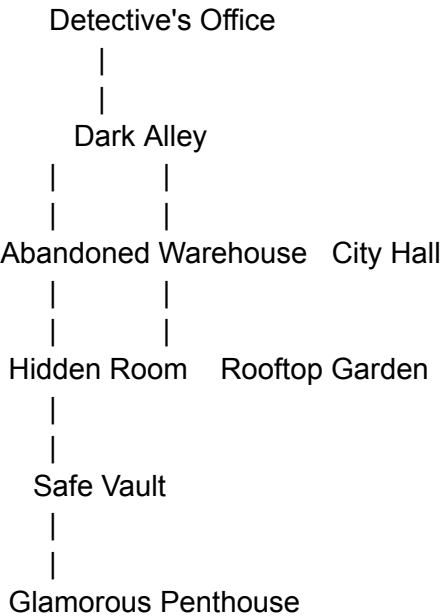 Detective's Office
|
|
Dark Alley
| |
| |
Abandoned Warehouse City Hall
| |
| |
Hidden Room Rooftop Garden
|
|
Safe Vault
|
|
Glamorous Penthouse